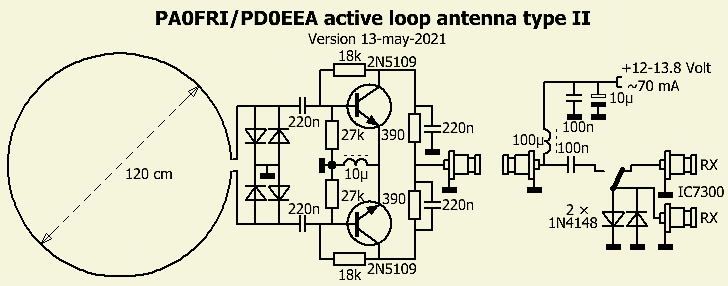 PA0FRI/PD0EEA active loop antenna type II
Version 13-may-2021
18k 2N5109
+12-13.8 Volt
~70 mA
10µ
220n
27k
390
220n
100µ
100n
100n
120 cm
10µ
RX
IC7300
27k
390
220n
220n
2 ×
1N4148
RX
18k 2N5109